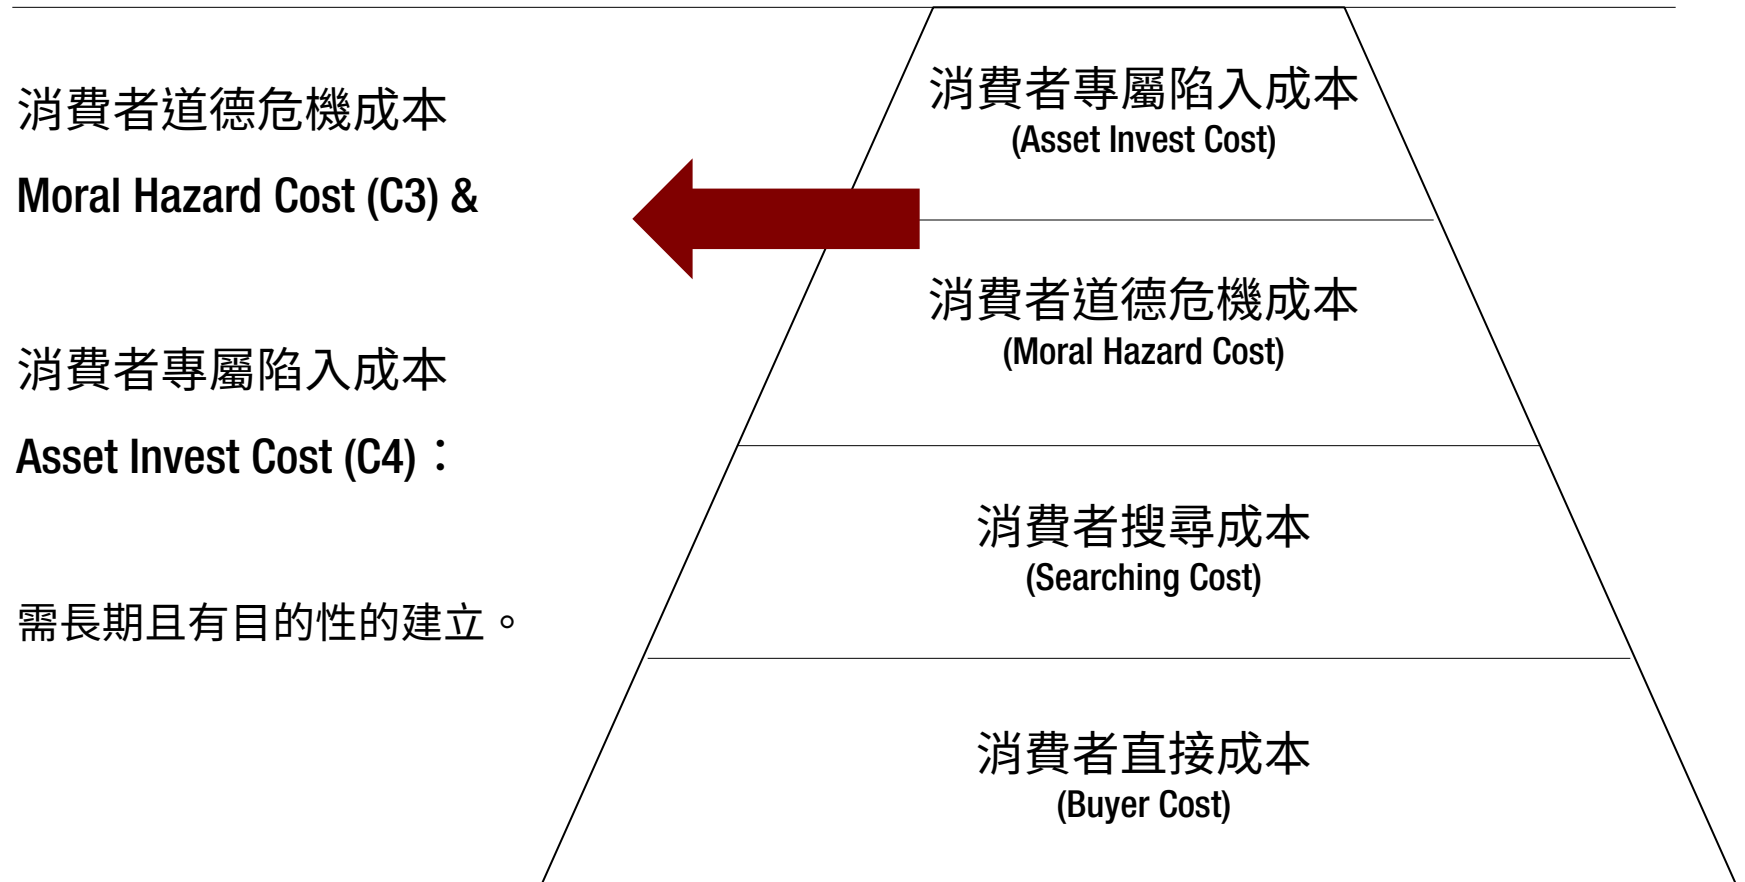 消費者道德危機成本
Moral Hazard Cost (C3) &
消費者專屬陷入成本
Asset Invest Cost (C4)：
需長期且有目的性的建立。
消費者專屬陷入成本
(Asset Invest Cost)
消費者道德危機成本
(Moral Hazard Cost)
消費者搜尋成本
(Searching Cost)
消費者直接成本
(Buyer Cost)